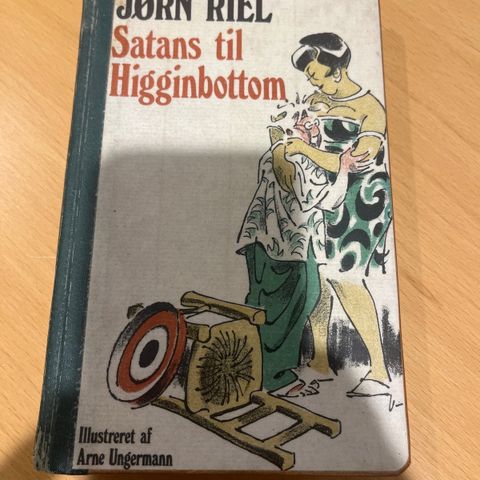 JØRN RIEL
Satans til
Higginbottom
Illustreret af
Arne Ungermann